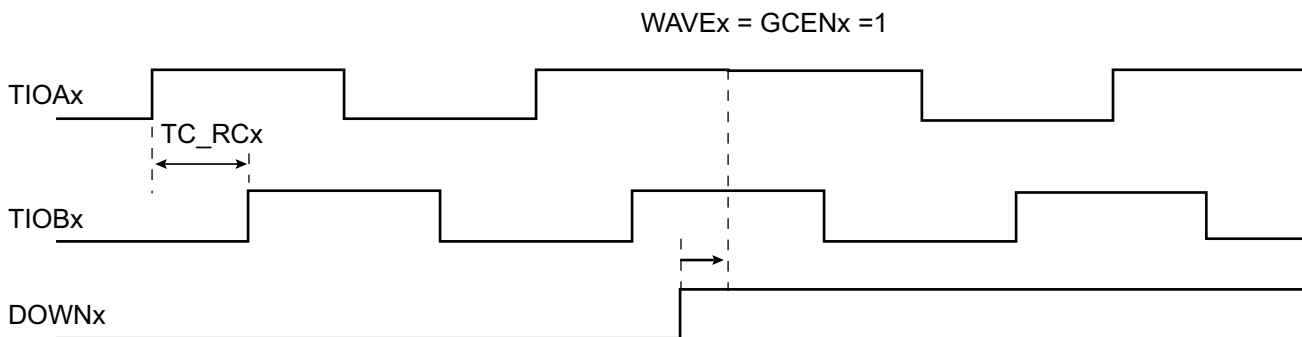 WAVEx = GCENx =1
TIOAx
TC_RCx
TIOBx
DOWNx